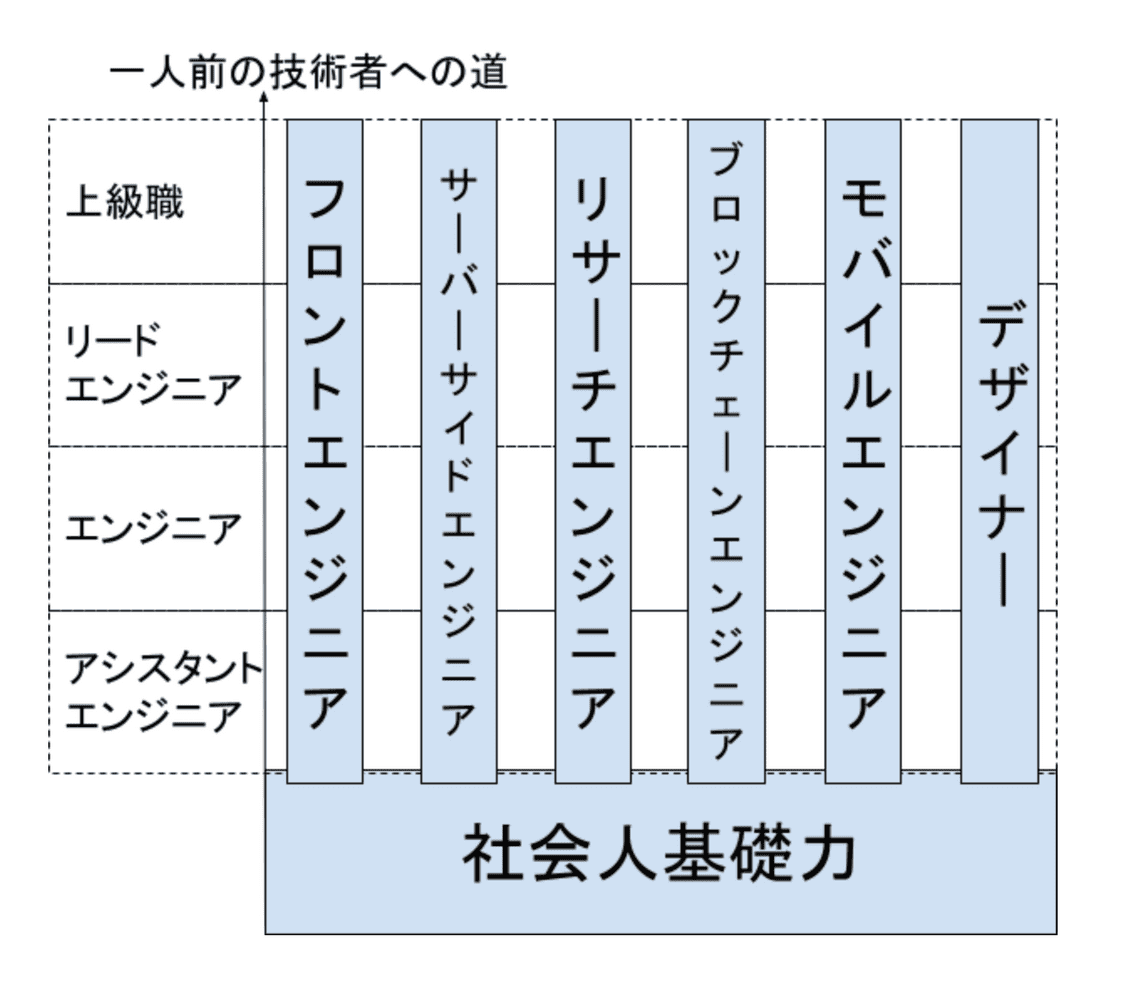 一人前の技術者への道
上級職
リード
エンジニア
エンジニア
アシスタント
エンジニア
フロントエンジニア
サーバーサイドエンジニア
リサーチエンジニア
ブロックチェーンエンジニア
モバイルエンジニア
デザイナー
社会人基礎力